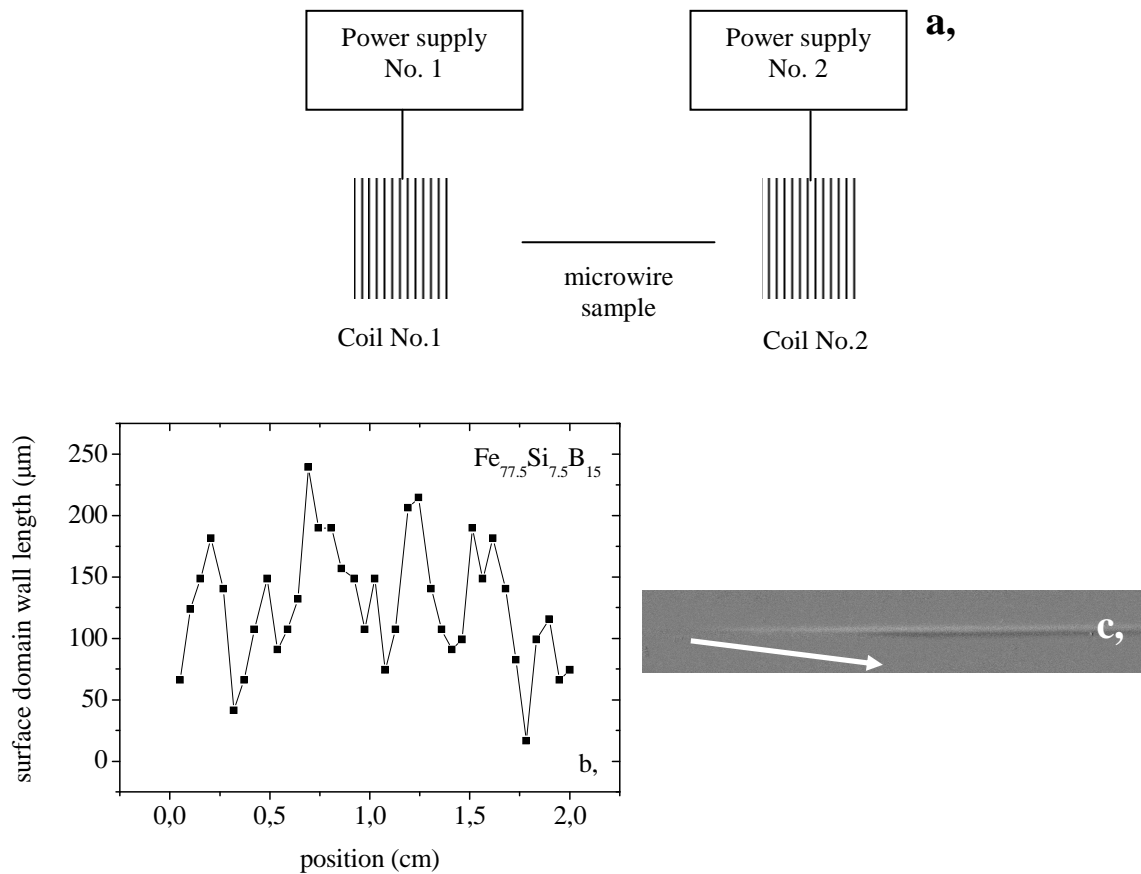 Power supply
No. 1
Power supply
No. 2
a,
microwire
sample
Coil No.1
Coil No.2
surface domain wall length (μm)
250
200
150
100
50
0
Fe77.5Si7.5B15
b,
0,0 0,5 1,0 1,5 2,0
position (cm)
c,